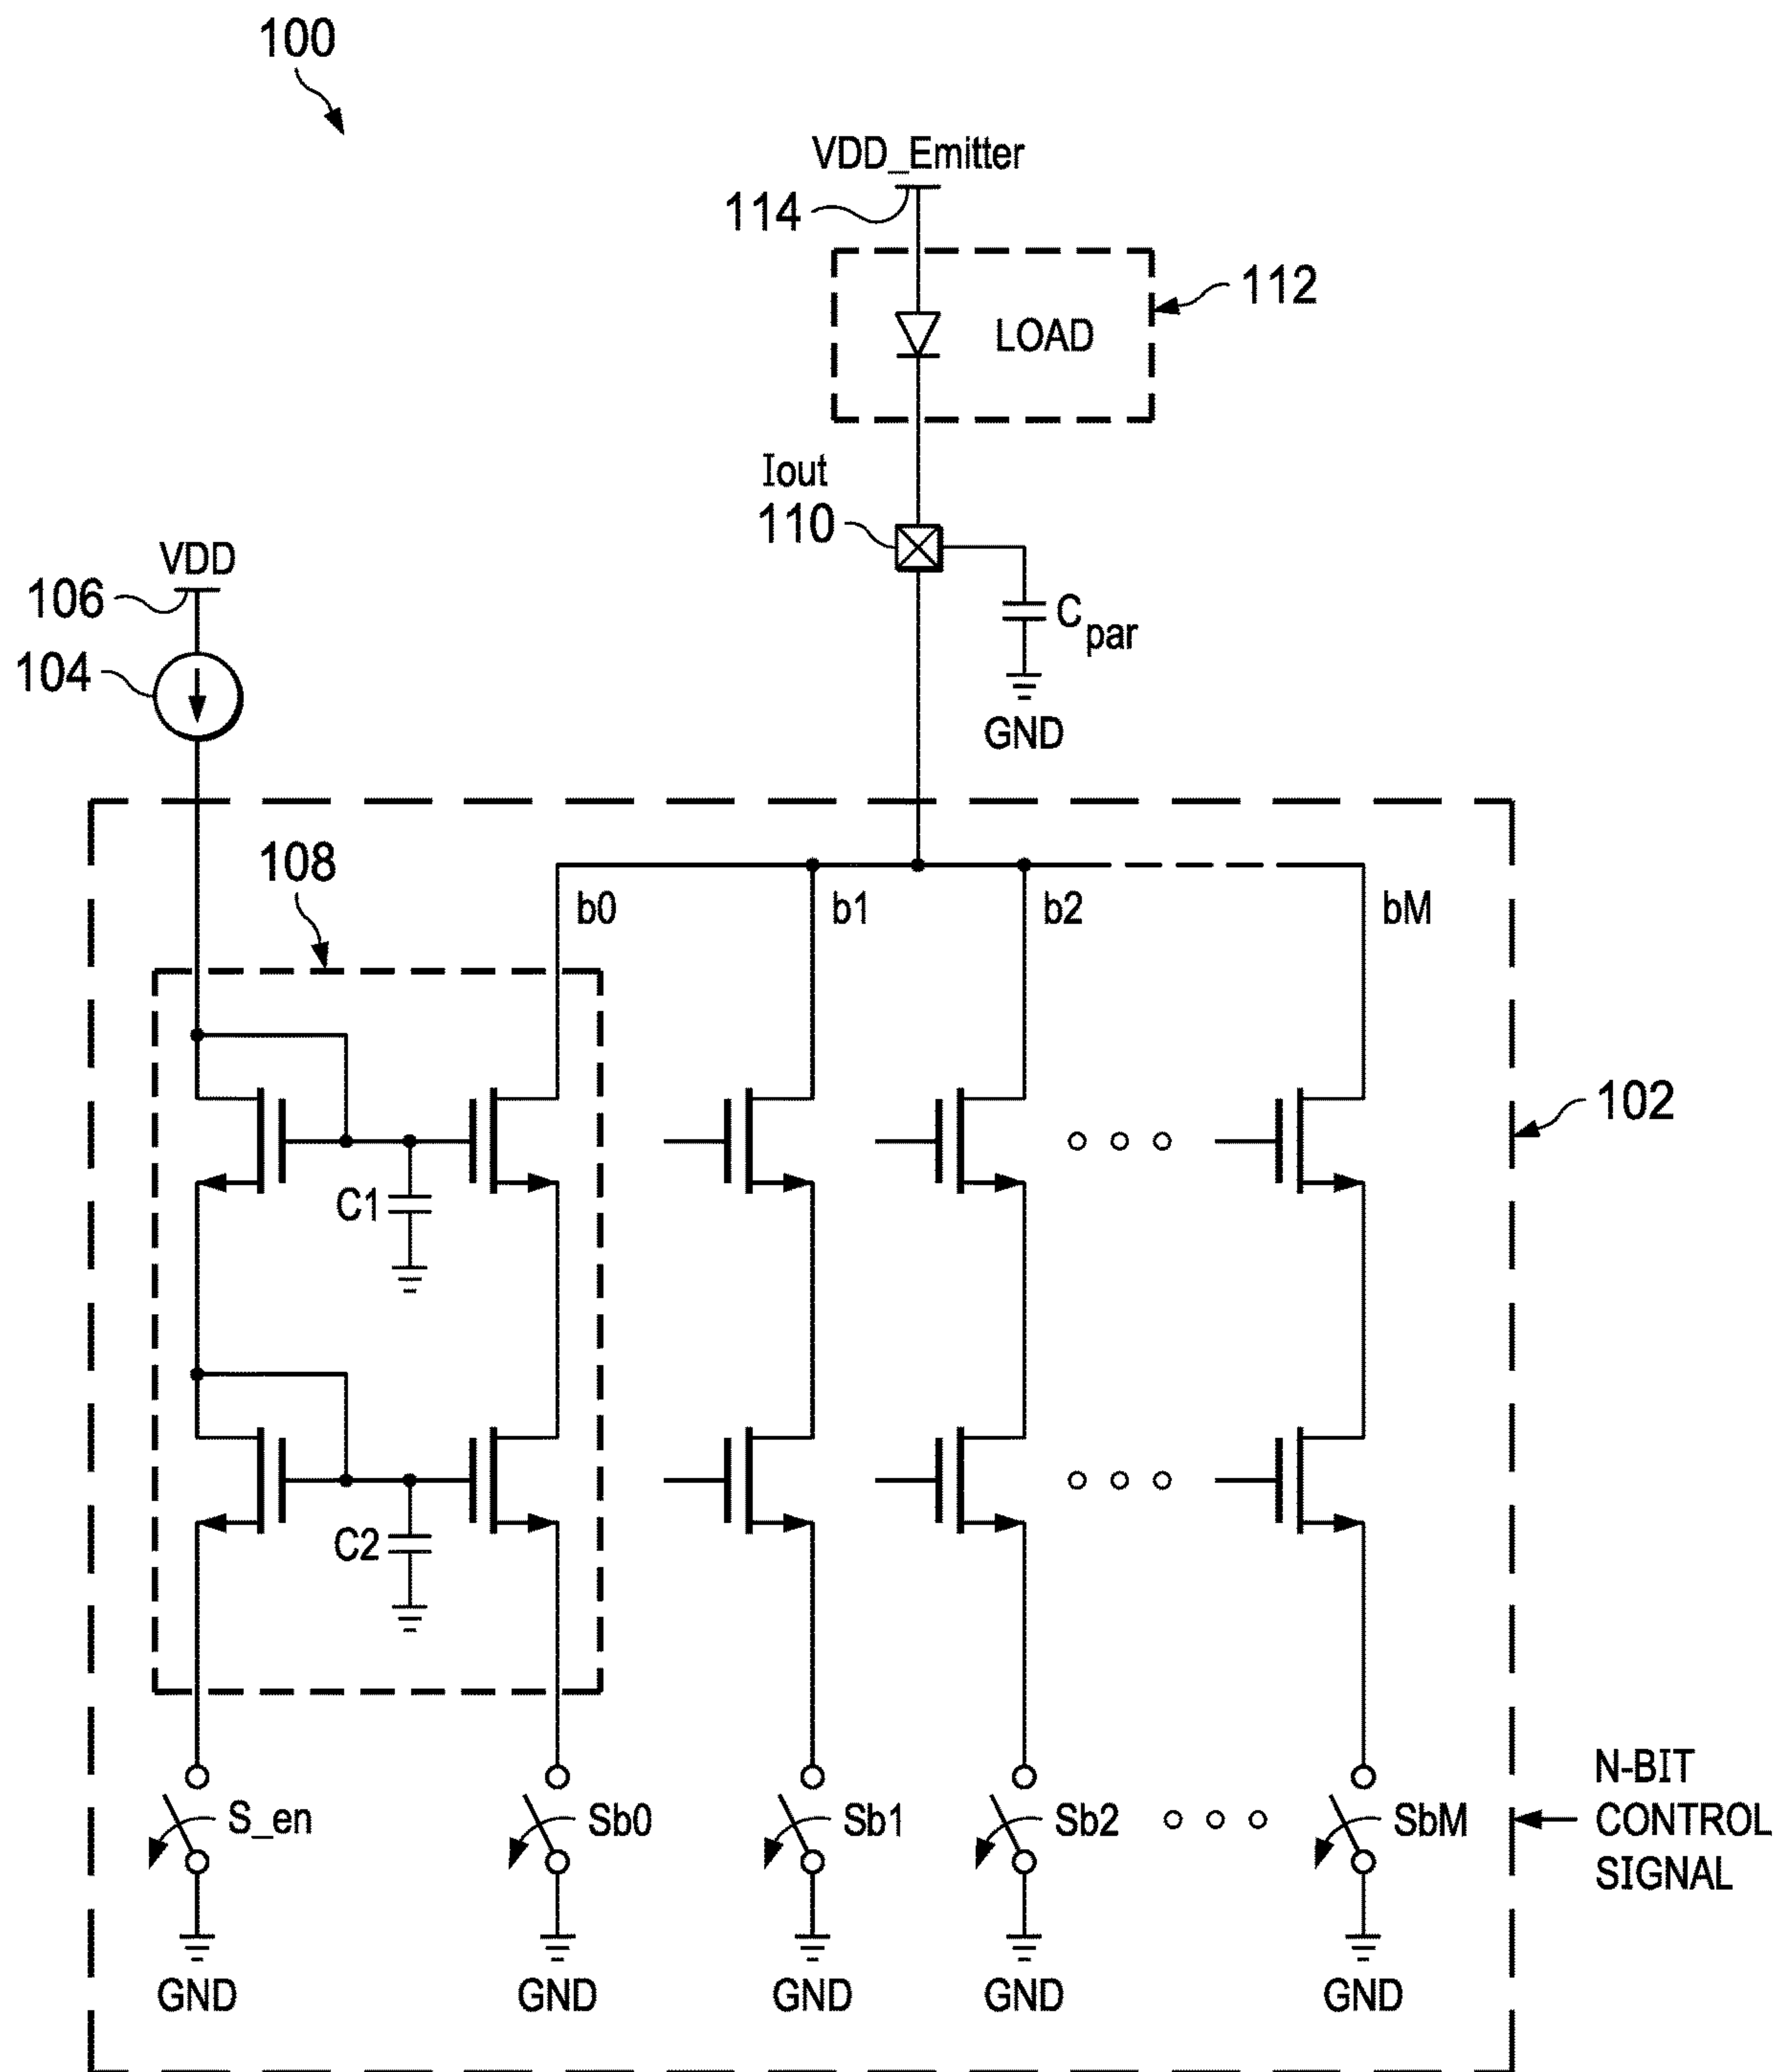 100
VDD_Emitter
114
112
LOAD
Iout
110
VDD
106
C par
104
GND
108
b0 b1 b2 bM
102
C1
C2
N-BIT
CONTROL
SIGNAL
S_en Sb0 Sb1 Sb2 SbM
GND GND GND GND GND